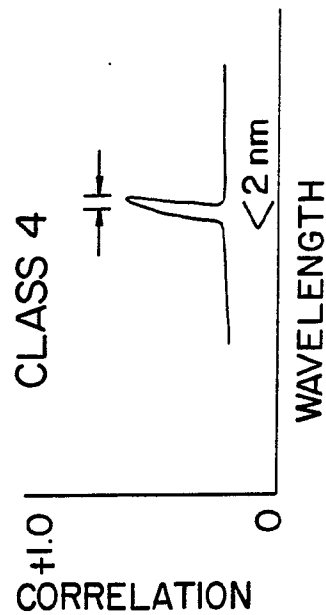 CLASS 4
+1.0
0
CORRELATION
<2 nm
WAVELENGTH